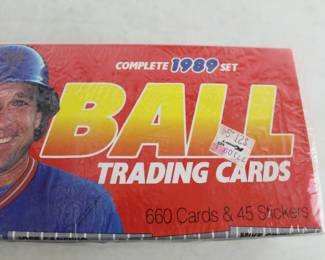 COMPLETE 1989 SET
BALL
TRADING CARDS
660 Cards & 45 Stickers